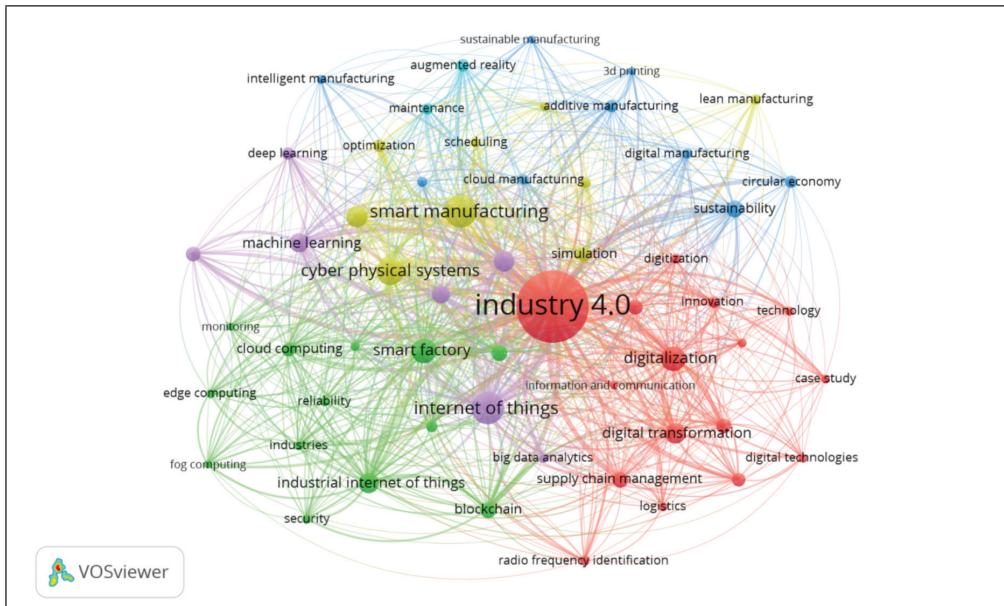 sustainable manufacturing
augmented reality
3d printing
intelligent manufacturing
lean manufacturing
maintenance
additive manufacturing
optimization
scheduling
deep learning
digital manufacturing
cloud manufacturing
circular economy
smart manufacturing
sustainability
machine learning
simulation
digitization
cyber physical systems
industry 4.0
innovation
technology
monitoring
cloud computing
smart factory
digitalization
case study
information and communication
edge computing
reliability
internet of things
digital transformation
industries
big data analytics
digital technologies
fog computing
industrial internet of things
supply chain management
logistics
security
blockchain
radio frequency identification
VOSviewer